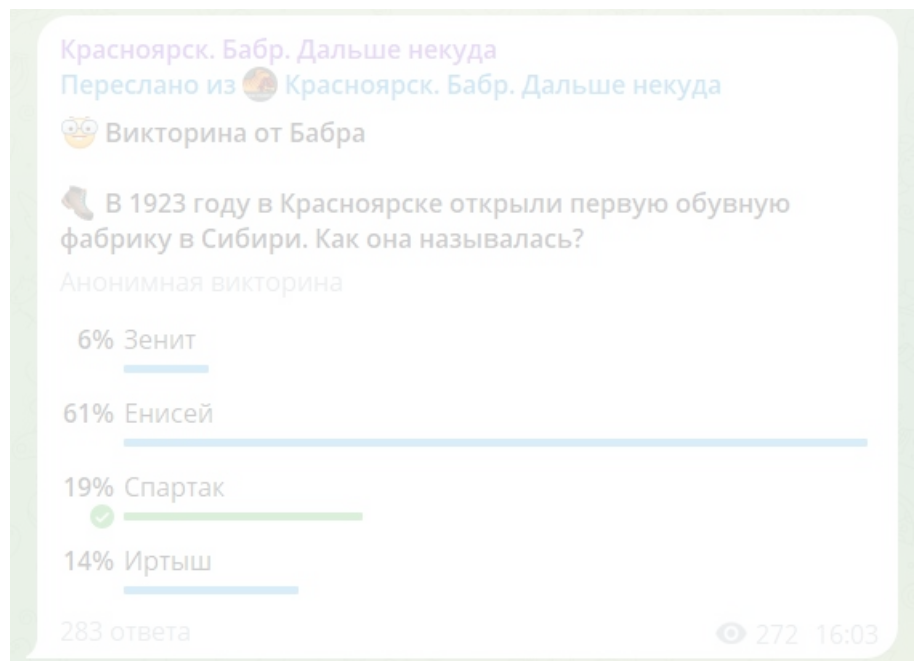 Красноярск. Бабр. Дальше некуда
Переслано из Красноярск. Бабр. Дальше некуда
Викторина от Бабра
В 1923 году в Красноярске открыли первую обувную
фабрику в Сибири. Как она называлась?
Анонимная викторина
6% Зенит
61% Енисей
19% Спартак
14% Иртыш
283 ответа 272 16:03